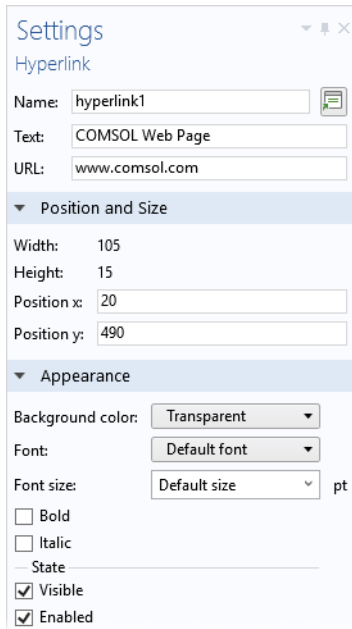 Settings
Hyperlink
Name: hyperlink1
Text: COMSOL Web Page
URL: www.comsol.com
Position and Size
Width: 105
Height: 15
Position x: 20
Position y: 490
Appearance
Background color: Transparent
Font: Default font
Font size: Default size pt
Bold
Italic
State
Visible
Enabled